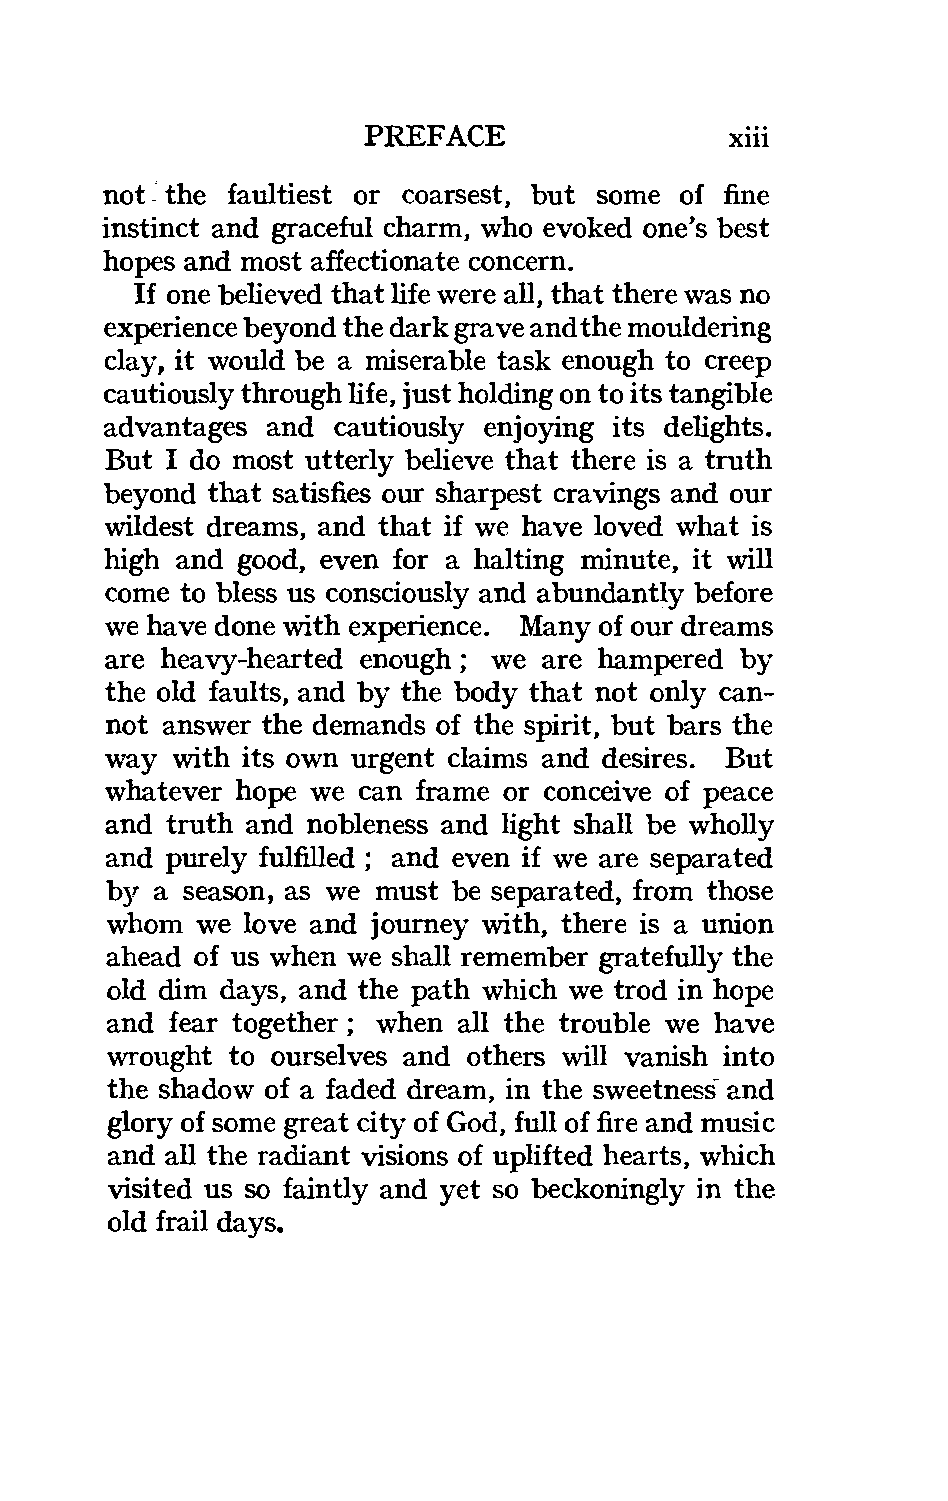 PREFACE xiii
not the faultiest or coarsest, but some of fine
instinct and graceful charm, who evoked one's best
hopes and most affectionate concern.
If one believed that life were all, that there was no
experience beyond the dark grave and the mouldering
clay, it would be a miserable task enough to creep
cautiously through life, just holding on to its tangible
advantages and cautiously enjoying its delights.
But I do most utterly believe that there is a truth
beyond that satisfies our sharpest cravings and our
wildest dreams, and that if we have loved what is
high and good, even for a halting minute, it will
come to bless us consciously and abundantly before
we have done with experience. Many of our dreams
are heavy-hearted enough ; we are hampered by
the old faults, and by the body that not only can-
not answer the demands of the spirit, but bars the
way with its own urgent claims and desires. But
whatever hope we can frame or conceive of peace
and truth and nobleness and light shall be wholly
and purely fulfilled ; and even if we are separated
by a season, as we must be separated, from those
whom we love and journey with, there is a union
ahead of us when we shall remember gratefully the
old dim days, and the path which we trod in hope
and fear together ; when all the trouble we have
wrought to ourselves and others will vanish into
the shadow of a faded dream, in the sweetness and
glory of some great city of God, full of fire and music
and all the radiant visions of uplifted hearts, which
visited us so faintly and yet so beckoningly in the
old frail days.